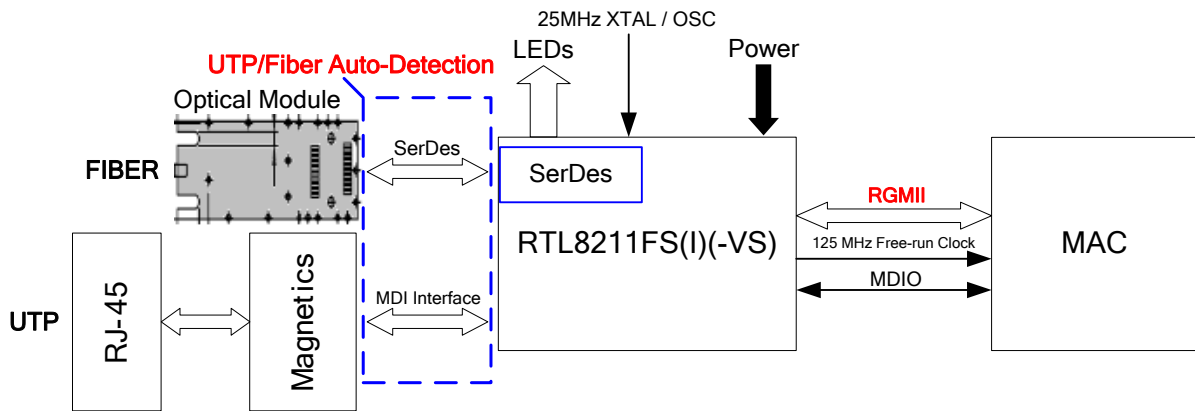 25MHz XTAL / OSC
LEDs
Power
UTP/Fiber Auto-Detection
Optical Module
SerDes
FIBER
SerDes
RGMII
RTL8211FS(I)(-VS)
125 MHz Free-run Clock
MAC
MDIO
MDI Interface
UTP
RJ-45
Magnetics